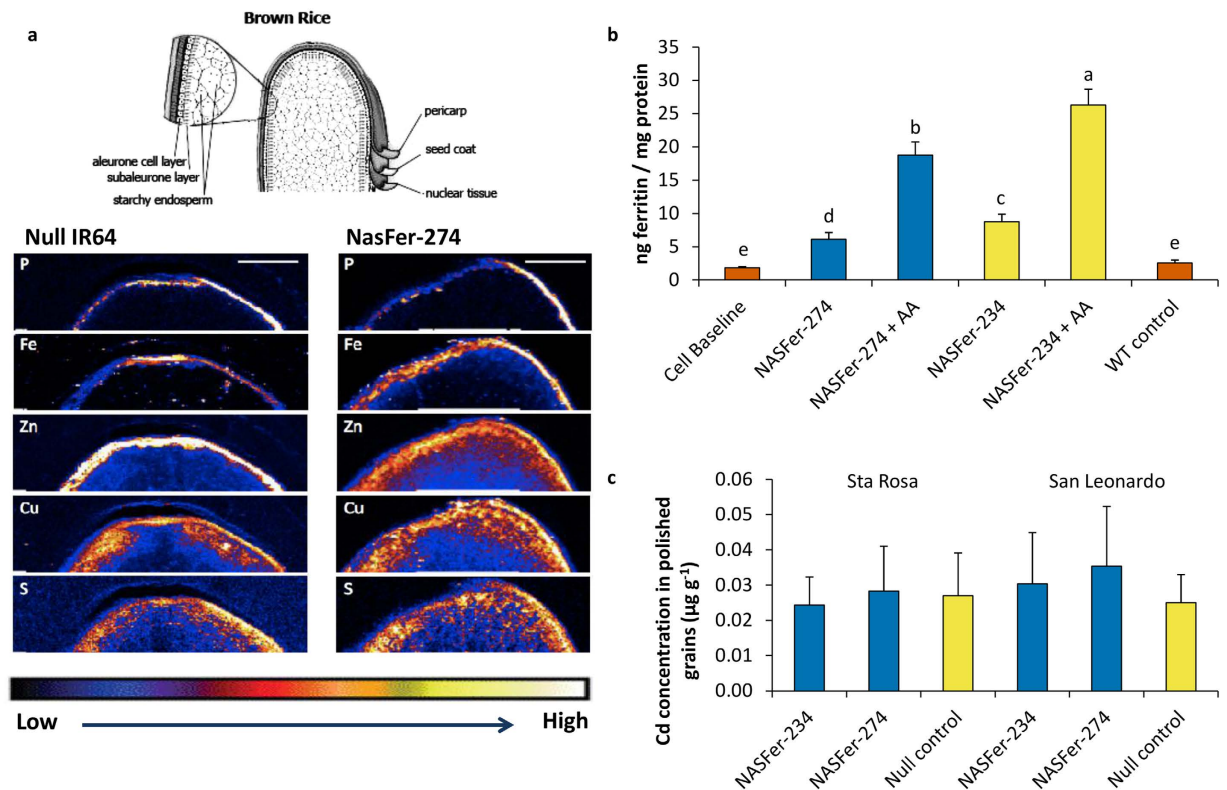 a
Brown Rice
pericarp
seed coat
nuclear tissue
aleurone cell layer
subaleurone layer
starchy endosperm
Null IR64
NasFer-274
P
Fe
Zn
Cu
S
P
Fe
Zn
Cu
S
Low
High
b
ng ferritin / mg protein
35
30
25
20
15
10
5
0
e
d
b
c
a
e
Cell Baseline
NASFer-274
NASFer-274 + AA
NASFer-234
NASFer-234 + AA
WT control
c
Cd concentration in polished
grains (µg g⁻¹)
0.06
0.05
0.04
0.03
0.02
0.01
0.00
Sta Rosa
San Leonardo
NASFer-234
NASFer-274
Null control
NASFer-234
NASFer-274
Null control